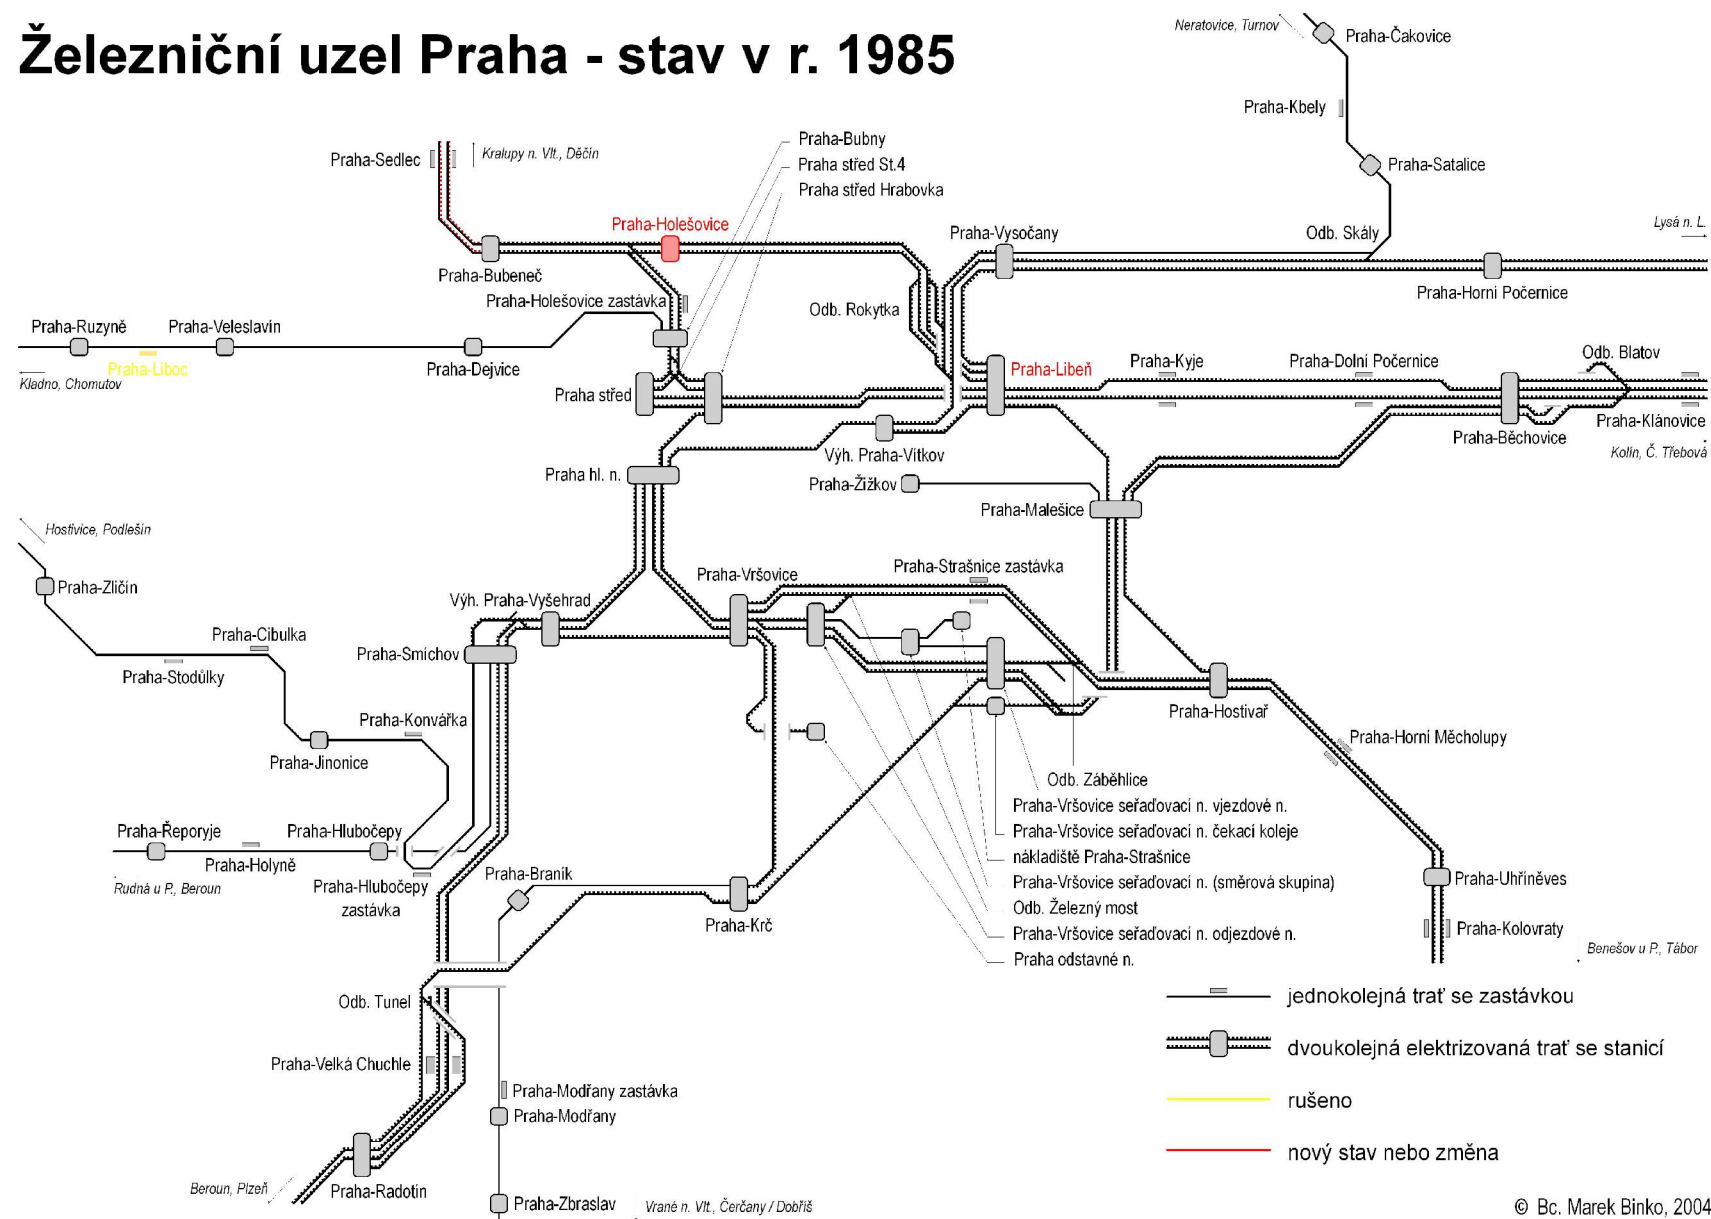 Železniční uzel Praha - stav v r. 1985
Neratovice, Turnov
Praha-Čakovice
Praha-Kbely
Praha-Bubny
Praha-Sedlec
Kralupy n. Vlt., Děčín
Praha střed St.4
Praha-Satalice
Praha střed Hrabovka
Praha-Holešovice
Praha-Vysočany
Odb. Skály
Lysá n. L.
Praha-Bubeneč
Praha-Horní Počernice
Praha-Holešovice zastávka
Odb. Rokytka
Praha-Ruzyně
Praha-Veleslavín
Praha-Liboc
Praha-Dejvice
Kladno, Chomutov
Praha-Libeň
Praha-Kyje
Praha-Dolní Počernice
Odb. Blatov
Praha střed
Praha-Klánovice
Praha-Běchovice
Kolín, Č. Třebová
Výh. Praha-Vítkov
Praha hl. n.
Praha-Žižkov
Praha-Malešice
Hostivice, Podlešín
Praha-Zličín
Praha-Vršovice
Praha-Strašnice zastávka
Výh. Praha-Vyšehrad
Praha-Cibulka
Praha-Smíchov
Praha-Stodůlky
Praha-Konvářka
Praha-Hostivař
Praha-Jinonice
Praha-Horní Měcholupy
Odb. Záběhlice
Praha-Vršovice seřaďovací n. vjezdové n.
Praha-Vršovice seřaďovací n. čekací koleje
nákladiště Praha-Strašnice
Praha-Vršovice seřaďovací n. (směrová skupina)
Odb. Železný most
Praha-Vršovice seřaďovací n. odjezdové n.
Praha odstavné n.
Praha-Řeporyje
Praha-Hlubočepy
Praha-Holyně
Rudná u P., Beroun
Praha-Hlubočepy
zastávka
Praha-Braník
Praha-Krč
Praha-Uhříněves
Praha-Kolovraty
Benešov u P., Tábor
Odb. Tunel
jednokolejná trať se zastávkou
dvoukolejná elektrizovaná trať se stanicí
Praha-Velká Chuchle
Praha-Modřany zastávka
Praha-Modřany
rušeno
nový stav nebo změna
Beroun, Plzeň
Praha-Radotín
Praha-Zbraslav
Vrané n. Vlt., Čerčany / Dobříš
© Bc. Marek Binko, 2004